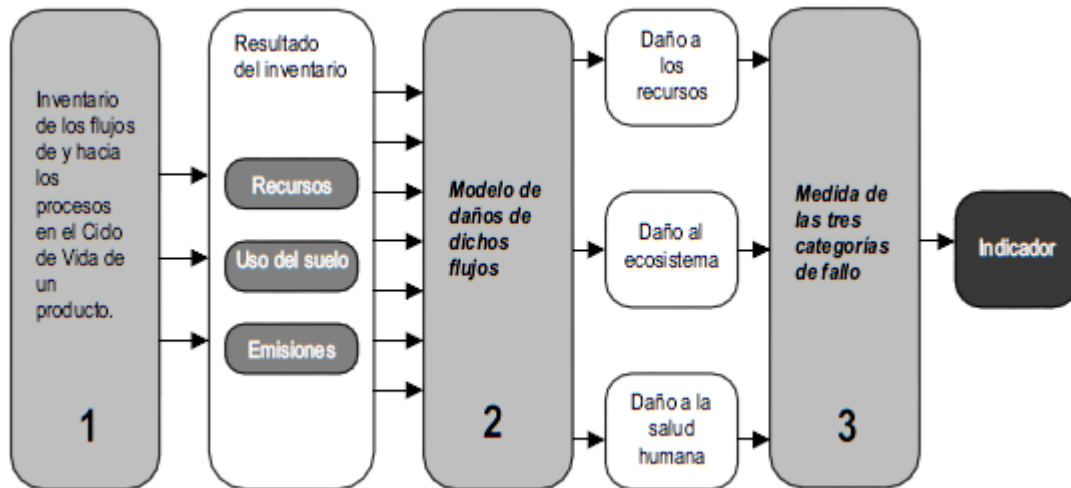 Inventario
de los flujos
de y hacia
los
procesos
en el Cido
de Vida de
un
producto.
1
Resultado
del inventario
Recursos
Uso del suelo
Emisiones
Modelo de
daños de
dichos
flujos
2
Daño a
los
recursos
Daño al
ecosistema
Daño a la
salud
humana
Medida de
las tres
categorías
de fallo
3
Indicador